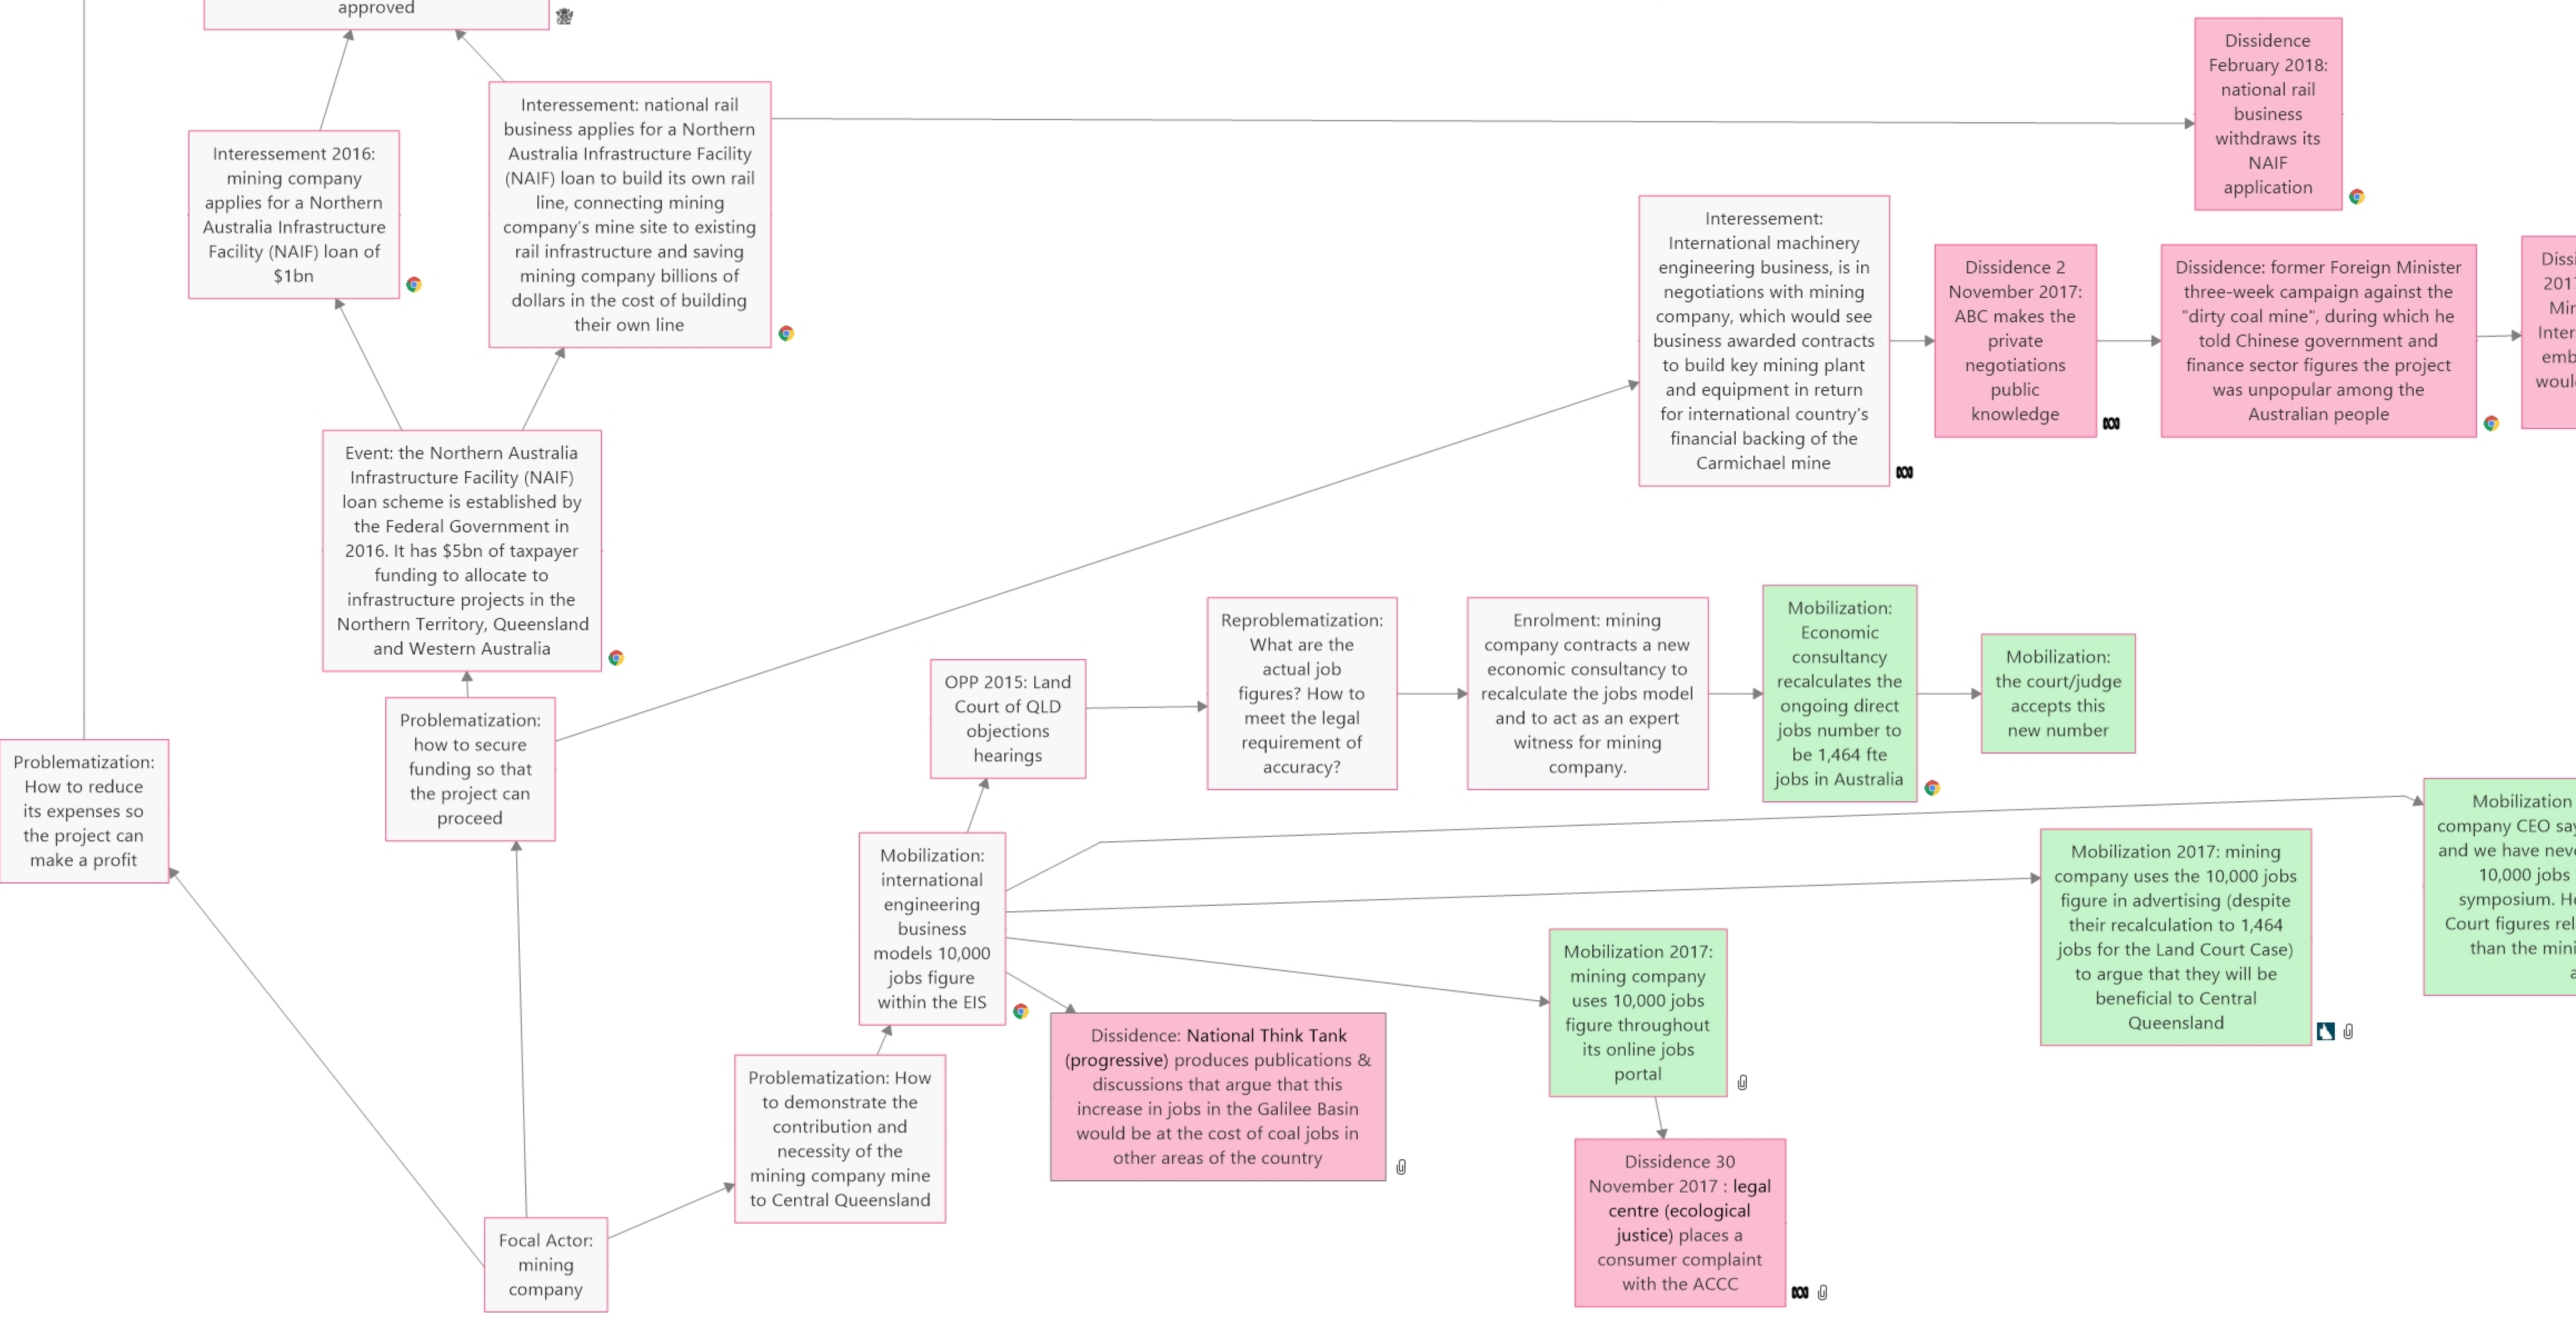 approved
Dissidence
February 2018:
national rail
business
withdraws its
NAIF
application
Interessement: national rail
business applies for a Northern
Australia Infrastructure Facility
(NAIF) loan to build its own rail
line, connecting mining
company's mine site to existing
rail infrastructure and saving
mining company billions of
dollars in the cost of building
their own line
Interessement 2016:
mining company
applies for a Northern
Australia Infrastructure
Facility (NAIF) loan of
$1bn
Interessement:
International machinery
engineering business, is in
negotiations with mining
company, which would see
business awarded contracts
to build key mining plant
and equipment in return
for international country's
financial backing of the
Carmichael mine
Dissidence 2
November 2017:
ABC makes the
private
negotiations
public
knowledge
Dissidence: former Foreign Minister
three-week campaign against the
"dirty coal mine", during which he
told Chinese government and
finance sector figures the project
was unpopular among the
Australian people
Event: the Northern Australia
Infrastructure Facility (NAIF)
loan scheme is established by
the Federal Government in
2016. It has $5bn of taxpayer
funding to allocate to
infrastructure projects in the
Northern Territory, Queensland
and Western Australia
Problematization:
how to secure
funding so that
the project can
proceed
Problematization:
How to reduce
its expenses so
the project can
make a profit
OPP 2015: Land
Court of QLD
objections
hearings
Reproblematization:
What are the
actual job
figures? How to
meet the legal
requirement of
accuracy?
Enrolment: mining
company contracts a new
economic consultancy to
recalculate the jobs model
and to act as an expert
witness for mining
company.
Mobilization:
Economic
consultancy
recalculates the
ongoing direct
jobs number to
be 1,464 fte
jobs in Australia
Mobilization:
the court/judge
accepts this
new number
Mobilization:
international
engineering
business
models 10,000
jobs figure
within the EIS
Mobilization
company CEO
and we have
10,000 jobs
symposium.
Court figures
than the
Mobilization 2017: mining
company uses the 10,000 jobs
figure in advertising (despite
their recalculation to 1,464
jobs for the Land Court Case)
to argue that they will be
beneficial to Central
Queensland
Mobilization 2017:
mining company
uses 10,000 jobs
figure throughout
its online jobs
portal
Dissidence: National Think Tank
(progressive) produces publications &
discussions that argue that this
increase in jobs in the Galilee Basin
would be at the cost of coal jobs in
other areas of the country
Problematization: How
to demonstrate the
contribution and
necessity of the
mining company mine
to Central Queensland
Dissidence 30
November 2017 : legal
centre (ecological
justice) places a
consumer complaint
with the ACCC
Focal Actor:
mining
company